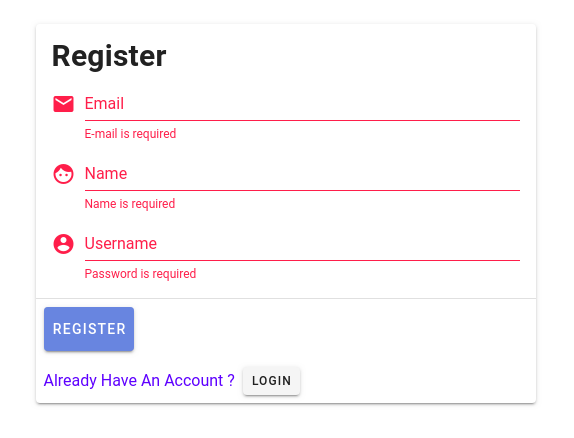 Register
Email
E-mail is required
Name
Name is required
Username
Password is required
REGISTER
Already Have An Account ? LOGIN